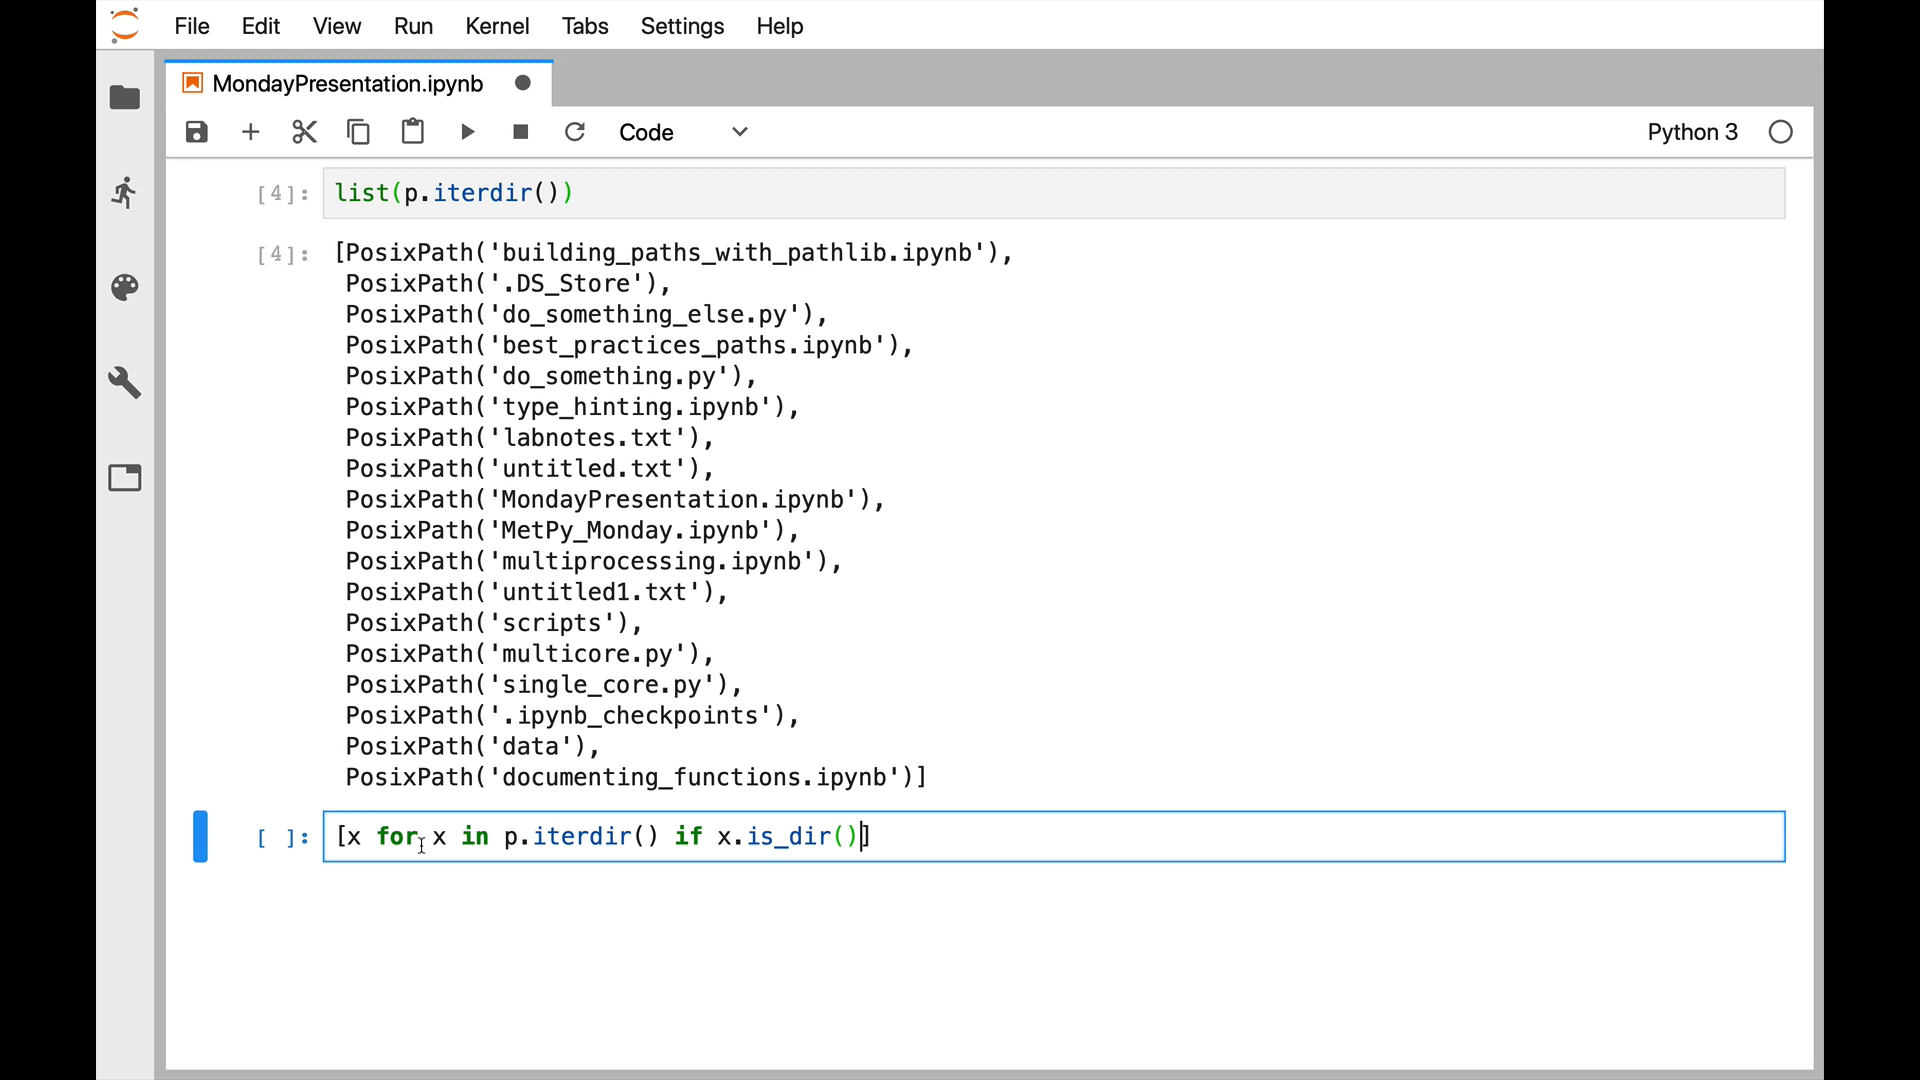 File Edit View Run Kernel Tabs Settings Help
MondayPresentation.ipynb
Code Python 3
[4]: list(p.iterdir())
[4]: [PosixPath('building_paths_with_pathlib.ipynb'),
PosixPath('.DS_Store'),
PosixPath('do_something_else.py'),
PosixPath('best_practices_paths.ipynb'),
PosixPath('do_something.py'),
PosixPath('type_hinting.ipynb'),
PosixPath('labnotes.txt'),
PosixPath('untitled.txt'),
PosixPath('MondayPresentation.ipynb'),
PosixPath('MetPy_Monday.ipynb'),
PosixPath('multiprocessing.ipynb'),
PosixPath('untitled1.txt'),
PosixPath('scripts'),
PosixPath('multicore.py'),
PosixPath('single_core.py'),
PosixPath('.ipynb_checkpoints'),
PosixPath('data'),
PosixPath('documenting_functions.ipynb')]
[ ]: [x for x in p.iterdir() if x.is_dir()]